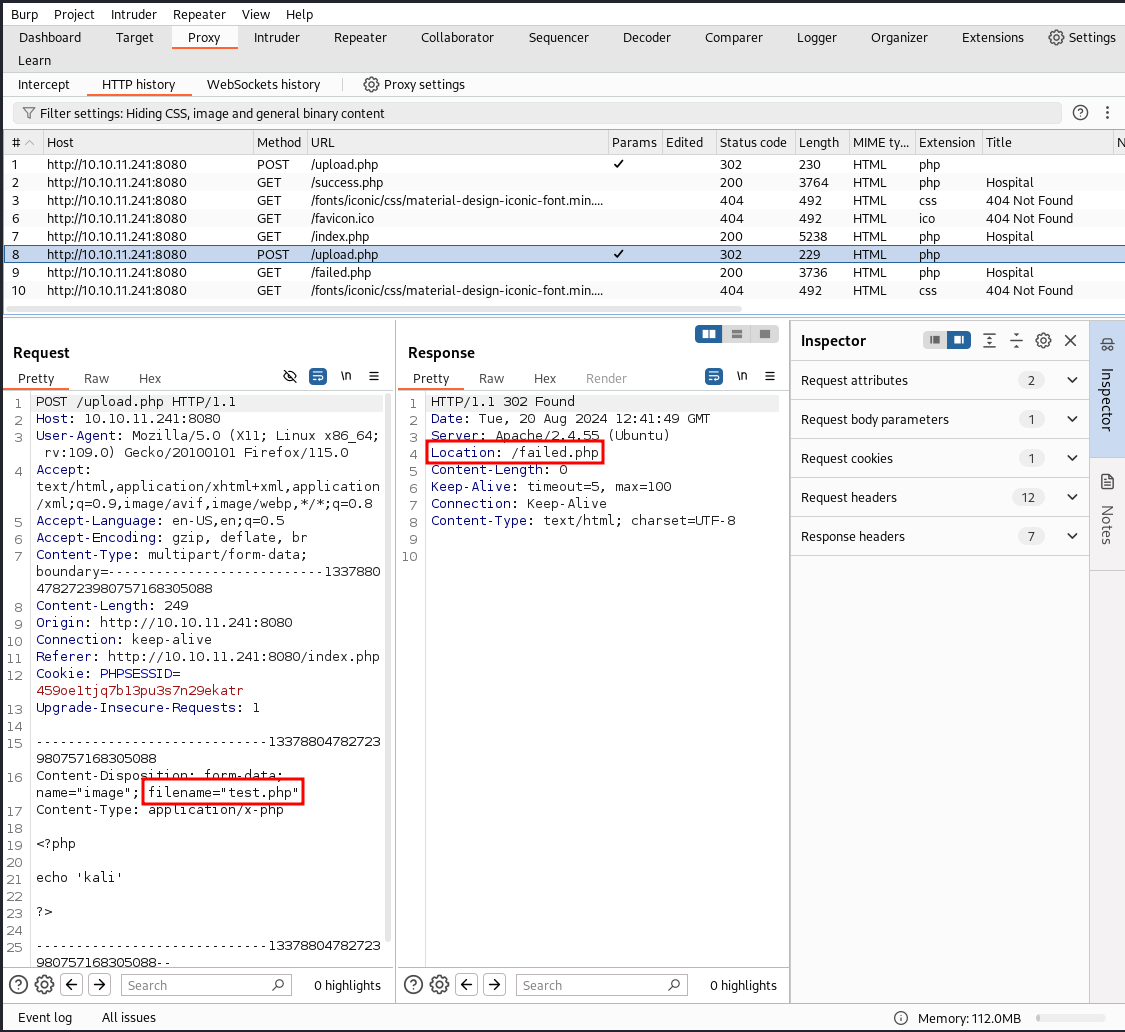 Burp Project Intruder Repeater View Help
Dashboard Target Proxy Intruder Repeater Collaborator Sequencer Decoder Comparer Logger Organizer Extensions Settings
Learn
Intercept HTTP history WebSockets history Proxy settings
Filter settings: Hiding CSS, image and general binary content
# Host Method URL Params Edited Status code Length MIME ty... Extension Title N
1 http://10.10.11.241:8080 POST /upload.php ✓ 302 230 HTML php
2 http://10.10.11.241:8080 GET /success.php 200 3764 HTML php Hospital
3 http://10.10.11.241:8080 GET /fonts/iconic/css/material-design-iconic-font.min.... 404 492 HTML css 404 Not Found
6 http://10.10.11.241:8080 GET /favicon.ico 404 492 HTML ico 404 Not Found
7 http://10.10.11.241:8080 GET /index.php 200 5238 HTML php Hospital
8 http://10.10.11.241:8080 POST /upload.php ✓ 302 229 HTML php
9 http://10.10.11.241:8080 GET /failed.php 200 3736 HTML php Hospital
10 http://10.10.11.241:8080 GET /fonts/iconic/css/material-design-iconic-font.min.... 404 492 HTML css 404 Not Found
Request
Pretty Raw Hex \n
1 POST /upload.php HTTP/1.1
2 Host: 10.10.11.241:8080
3 User-Agent: Mozilla/5.0 (X11; Linux x86_64;
rv:109.0) Gecko/20100101 Firefox/115.0
4 Accept:
text/html,application/xhtml+xml,application
/xml;q=0.9,image/avif,image/webp,*/*;q=0.8
5 Accept-Language: en-US,en;q=0.5
6 Accept-Encoding: gzip, deflate, br
7 Content-Type: multipart/form-data;
boundary=---------------------------1337880
4782723980757168305088
8 Content-Length: 249
9 Origin: http://10.10.11.241:8080
10 Connection: keep-alive
11 Referer: http://10.10.11.241:8080/index.php
12 Cookie: PHPSESSID=
459oe1tjq7b13pu3s7n29ekatr
13 Upgrade-Insecure-Requests: 1
14
15 -----------------------------13378804782723
980757168305088
16 Content-Disposition: form-data;
name="image"; filename="test.php"
17 Content-Type: application/x-php
18
19 <?php
20
21 echo 'kali'
22
23 ?>
24
25 -----------------------------13378804782723
980757168305088--
Search 0 highlights
Response
Pretty Raw Hex Render \n
1 HTTP/1.1 302 Found
2 Date: Tue, 20 Aug 2024 12:41:49 GMT
3 Server: Apache/2.4.55 (Ubuntu)
4 Location: /failed.php
5 Content-Length: 0
6 Keep-Alive: timeout=5, max=100
7 Connection: Keep-Alive
8 Content-Type: text/html; charset=UTF-8
9
10
Search 0 highlights
Inspector
Request attributes 2
Request body parameters 1
Request cookies 1
Request headers 12
Response headers 7
Inspector
Notes
Event log All issues Memory: 112.0MB